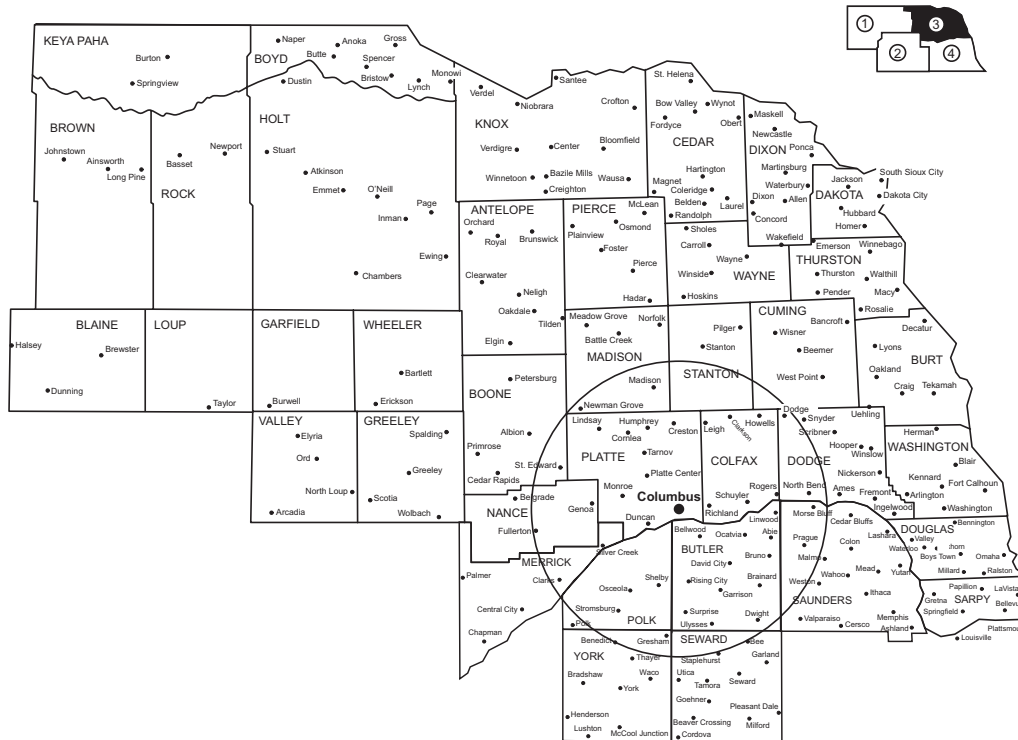 1
3
2
4
KEYA PAHA
Burton
Springview
BOYD
Naper
Anoka
Gross
Butte
Spencer
Bristow
Lynch
Monowi
Dustin
BROWN
Johnstown
Ainsworth
Long Pine
ROCK
Basset
Newport
HOLT
Stuart
Atkinson
Emmet
O'Neill
Page
Inman
Ewing
Chambers
KNOX
Verdel
Santee
Niobrara
Crofton
Verdigre
Center
Bloomfield
Winnetoon
Bazile Mills
Creighton
Wausa
CEDAR
St. Helena
Bow Valley
Wynot
Fordyce
Obert
Hartington
Magnet
Coleridge
Belden
Laurel
Randolph
DIXON
Maskell
Newcastle
Ponca
Martinsburg
Waterbury
Dixon
Allen
Concord
Wakefield
DAKOTA
Jackson
South Sioux City
Dakota City
Hubbard
Homer
ANTELOPE
Orchard
Royal
Brunswick
Clearwater
Neligh
Oakdale
Tilden
Elgin
PIERCE
McLean
Plainview
Osmond
Foster
Pierce
Hadar
WAYNE
Sholes
Carroll
Wayne
Winside
Hoskins
THURSTON
Emerson
Winnebago
Thurston
Walthill
Pender
Macy
Rosalie
BLAINE
Halsey
Brewster
Dunning
LOUP
Taylor
GARFIELD
Burwell
WHEELER
Bartlett
Erickson
BOONE
Petersburg
Albion
Primrose
St. Edward
Cedar Rapids
MADISON
Meadow Grove
Norfolk
Battle Creek
Madison
Newman Grove
STANTON
Pilger
Stanton
CUMING
Bancroft
Wisner
Beemer
West Point
BURT
Decatur
Lyons
Oakland
Craig
Tekamah
VALLEY
Elyria
Ord
North Loup
Arcadia
GREELEY
Spalding
Greeley
Scotia
Wolbach
PLATTE
Lindsay
Humphrey
Cornlea
Creston
Tarnov
Platte Center
Monroe
Columbus
Duncan
COLFAX
Leigh
Clarkson
Howells
Rogers
Schuyler
Richland
DODGE
Dodge
Snyder
Uehling
Scribner
Hooper
Winslow
Nickerson
North Bend
Ames
Fremont
Ingelwood
WASHINGTON
Herman
Blair
Kennard
Fort Calhoun
Arlington
Washington
NANCE
Belgrade
Genoa
Fullerton
MERRICK
Silver Creek
Palmer
Clarks
Central City
Chapman
POLK
Osceola
Shelby
Stromsburg
Polk
BUTLER
Bellwood
Ocatvia
Linwood
Abie
Bruno
David City
Rising City
Brainard
Garrison
Surprise
Ulysses
Dwight
SAUNDERS
Morse Bluff
Cedar Bluffs
Prague
Colon
Lashara
Malmo
Mead
Yutan
Wahoo
Weston
Ithaca
Memphis
Valparaiso
Cersco
Ashland
DOUGLAS
Bennington
Valley
Waterloo
horn
Boys Town
Omaha
Millard
Ralston
SARPY
Papillion
LaVista
Gretna
Bellevu
Springfield
Plattsmou
Louisville
YORK
Benedict
Gresham
Thayer
Bradshaw
Waco
York
Henderson
McCool Junction
Lushton
SEWARD
Bee
Staplehurst
Garland
Utica
Tamora
Seward
Goehner
Pleasant Dale
Beaver Crossing
Milford
Cordova